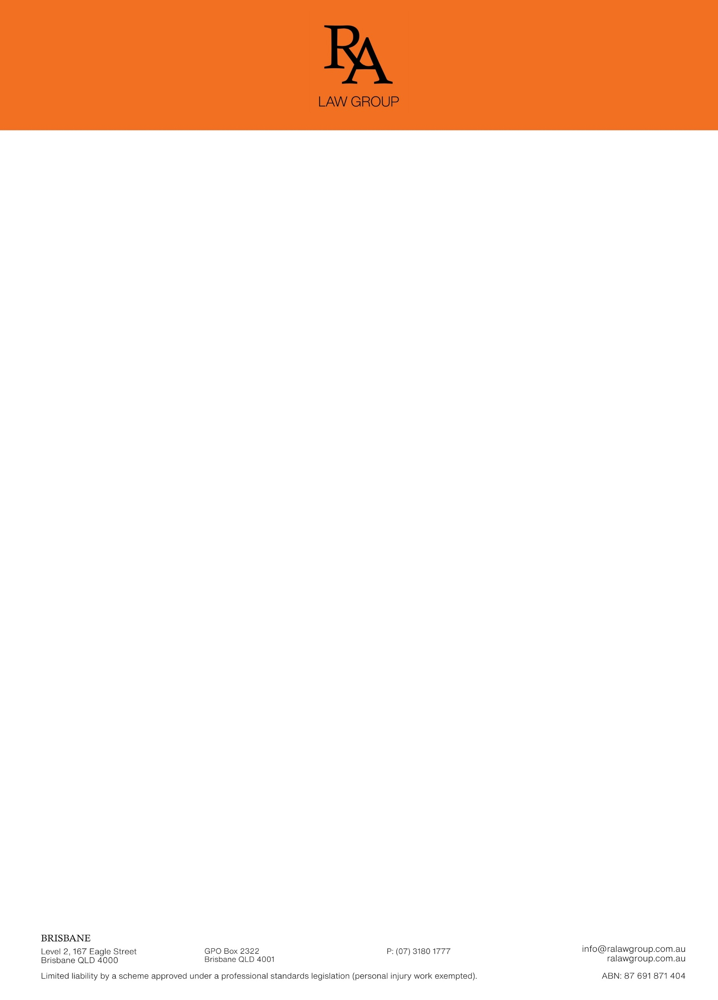 RA
LAW GROUP
BRISBANE
Level 2, 167 Eagle Street
Brisbane QLD 4000
GPO Box 2322
Brisbane QLD 4001
P: (07) 3180 1777
info@ralawgroup.com.au
ralawgroup.com.au
Limited liability by a scheme approved under a professional standards legislation (personal injury work exempted).
ABN: 87 691 871 404